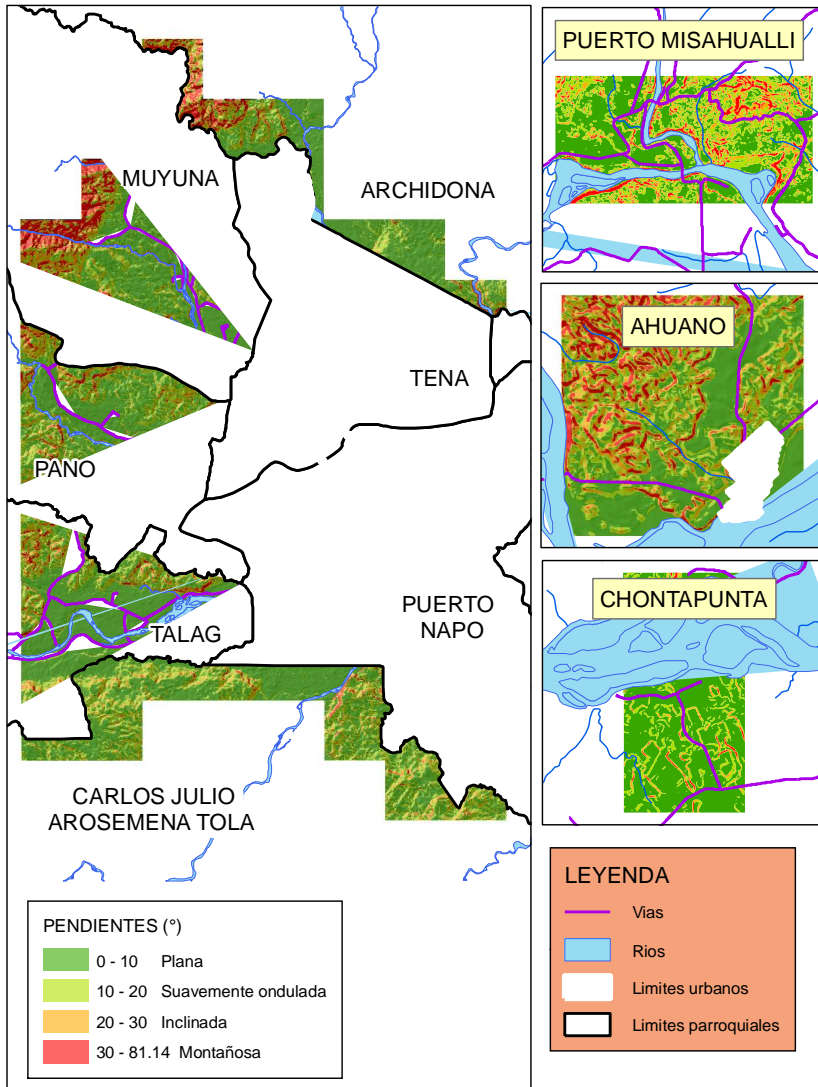 MUYUNA
ARCHIDONA
TENA
PANO
TALAG
PUERTO
NAPO
CARLOS JULIO
AROSEMENA TOLA
PENDIENTES (°)
0 - 10 Plana
10 - 20 Suavemente ondulada
20 - 30 Inclinada
30 - 81.14 Montañosa
PUERTO MISAHUALLI
AHUANO
CHONTAPUNTA
LEYENDA
Vias
Rios
Limites urbanos
Limites parroquiales